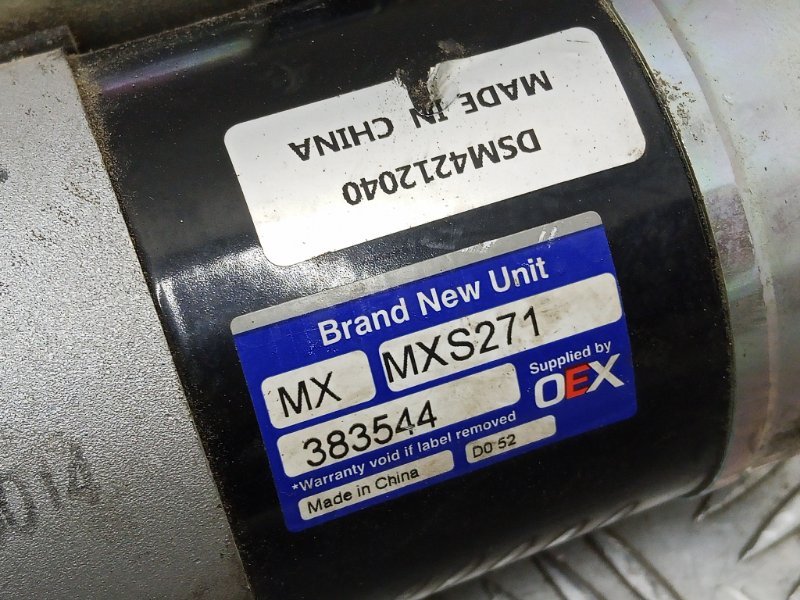 DSM4212040
MADE IN CHINA
Brand New Unit
MX MXS271
383544
Supplied by
OEX
*Warranty void if label removed
Made in China D0 52
014